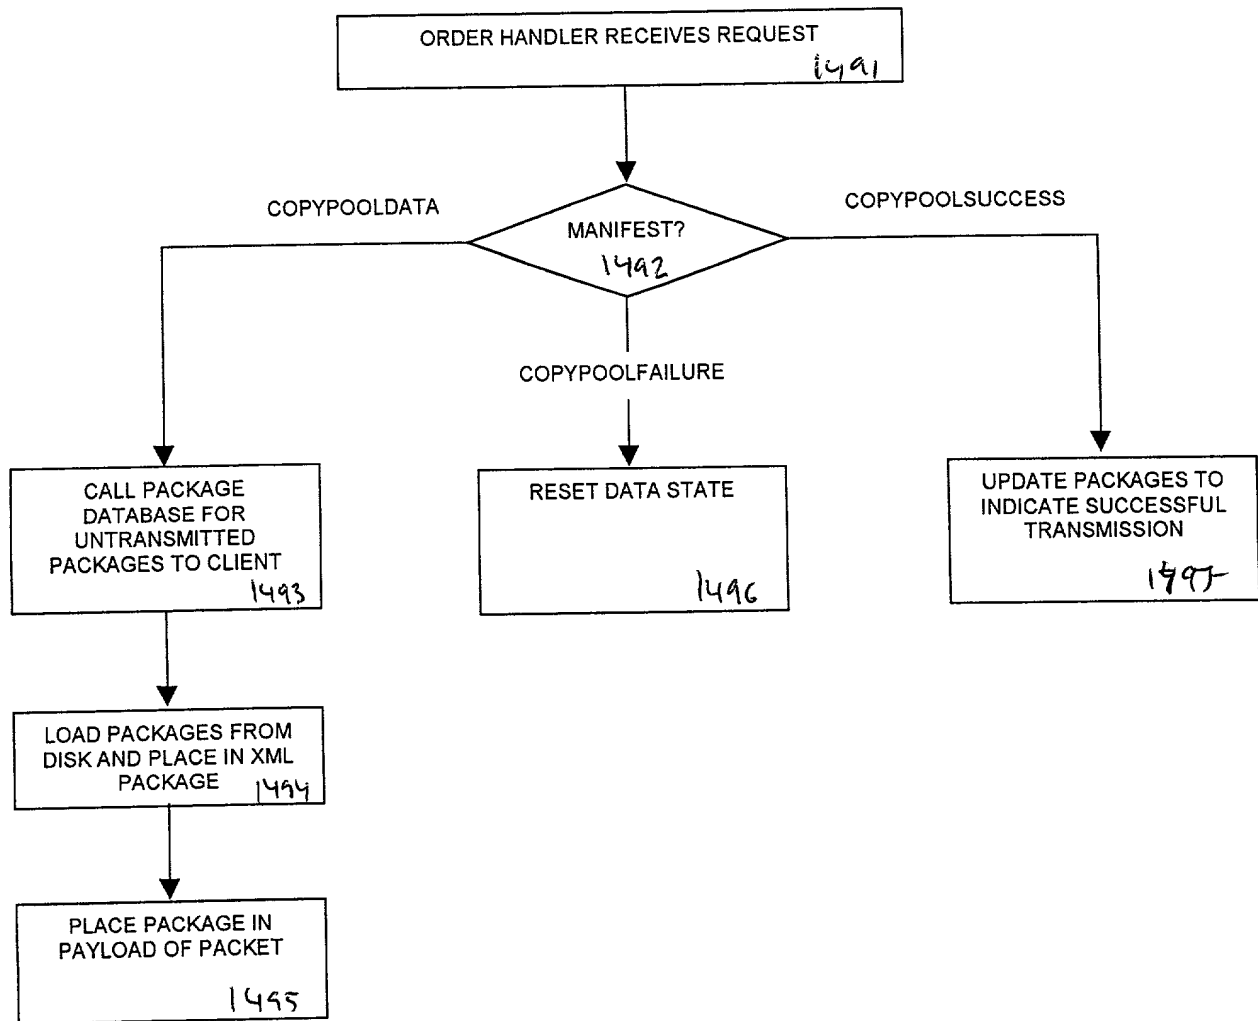 ORDER HANDLER RECEIVES REQUEST
1491
COPYPOOLDATA
COPYPOOLSUCCESS
MANIFEST?
1492
COPYPOOLFAILURE
CALL PACKAGE
DATABASE FOR
UNTRANSMITTED
PACKAGES TO CLIENT
1493
RESET DATA STATE
1496
UPDATE PACKAGES TO
INDICATE SUCCESSFUL
TRANSMISSION
LOAD PACKAGES FROM
DISK AND PLACE IN XML
PACKAGE
1494
PLACE PACKAGE IN
PAYLOAD OF PACKET
1495